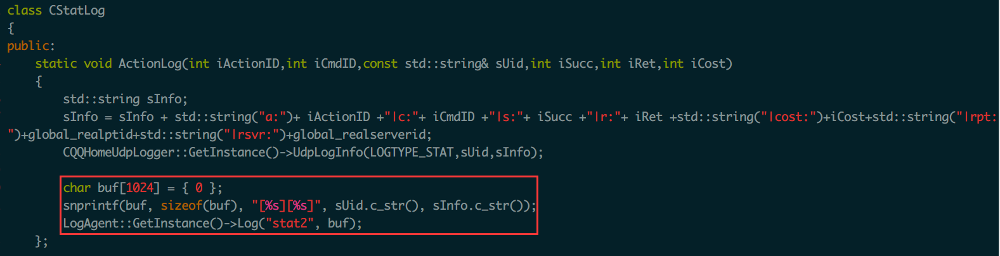 class CStatLog
{
public:
    static void ActionLog(int iActionID,int iCmdID,const std::string& sUid,int iSucc,int iRet,int iCost)
    {
        std::string sInfo;
        sInfo = sInfo + std::string("a:")+ iActionID +"|c:"+ iCmdID +"|s:"+ iSucc +"|r:"+ iRet +std::string("|cost:")+iCost+std::string("|rpt:
")+global_realptid+std::string("|rsvr:")+global_realserverid;
        CQQHomeUdpLogger::GetInstance()->UdpLogInfo(LOGTYPE_STAT,sUid,sInfo);
        char buf[1024] = { 0 };
        snprintf(buf, sizeof(buf), "[%s][%s]", sUid.c_str(), sInfo.c_str());
        LogAgent::GetInstance()->Log("stat2", buf);
    };